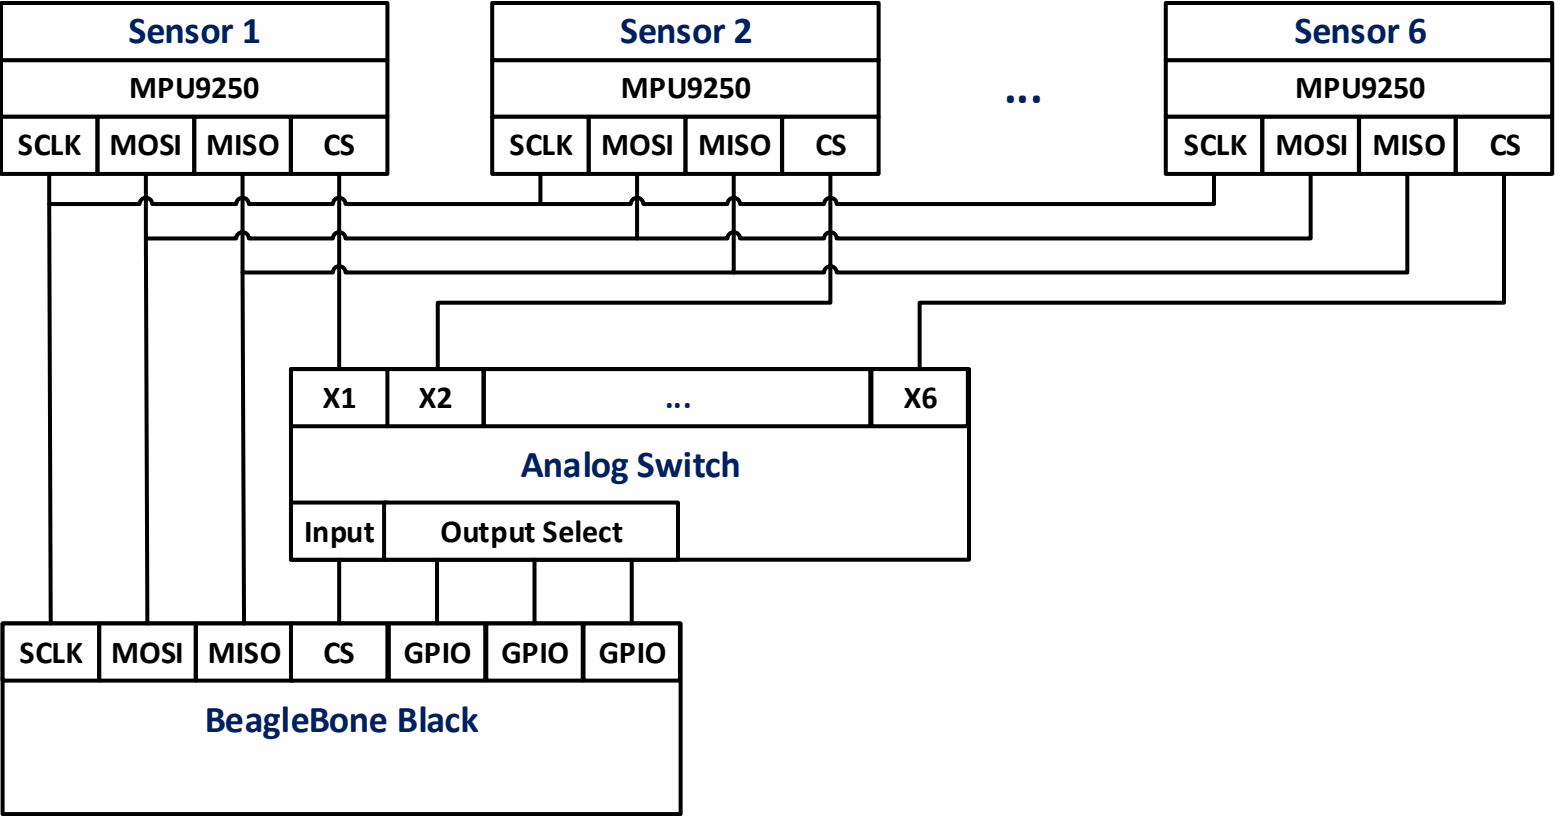 Sensor 1
Sensor 2
Sensor 6
MPU9250
MPU9250
...
MPU9250
SCLK MOSI MISO CS
SCLK MOSI MISO CS
SCLK MOSI MISO CS
X1 X2 ... X6
Analog Switch
Input Output Select
SCLK MOSI MISO CS GPIO GPIO GPIO
BeagleBone Black